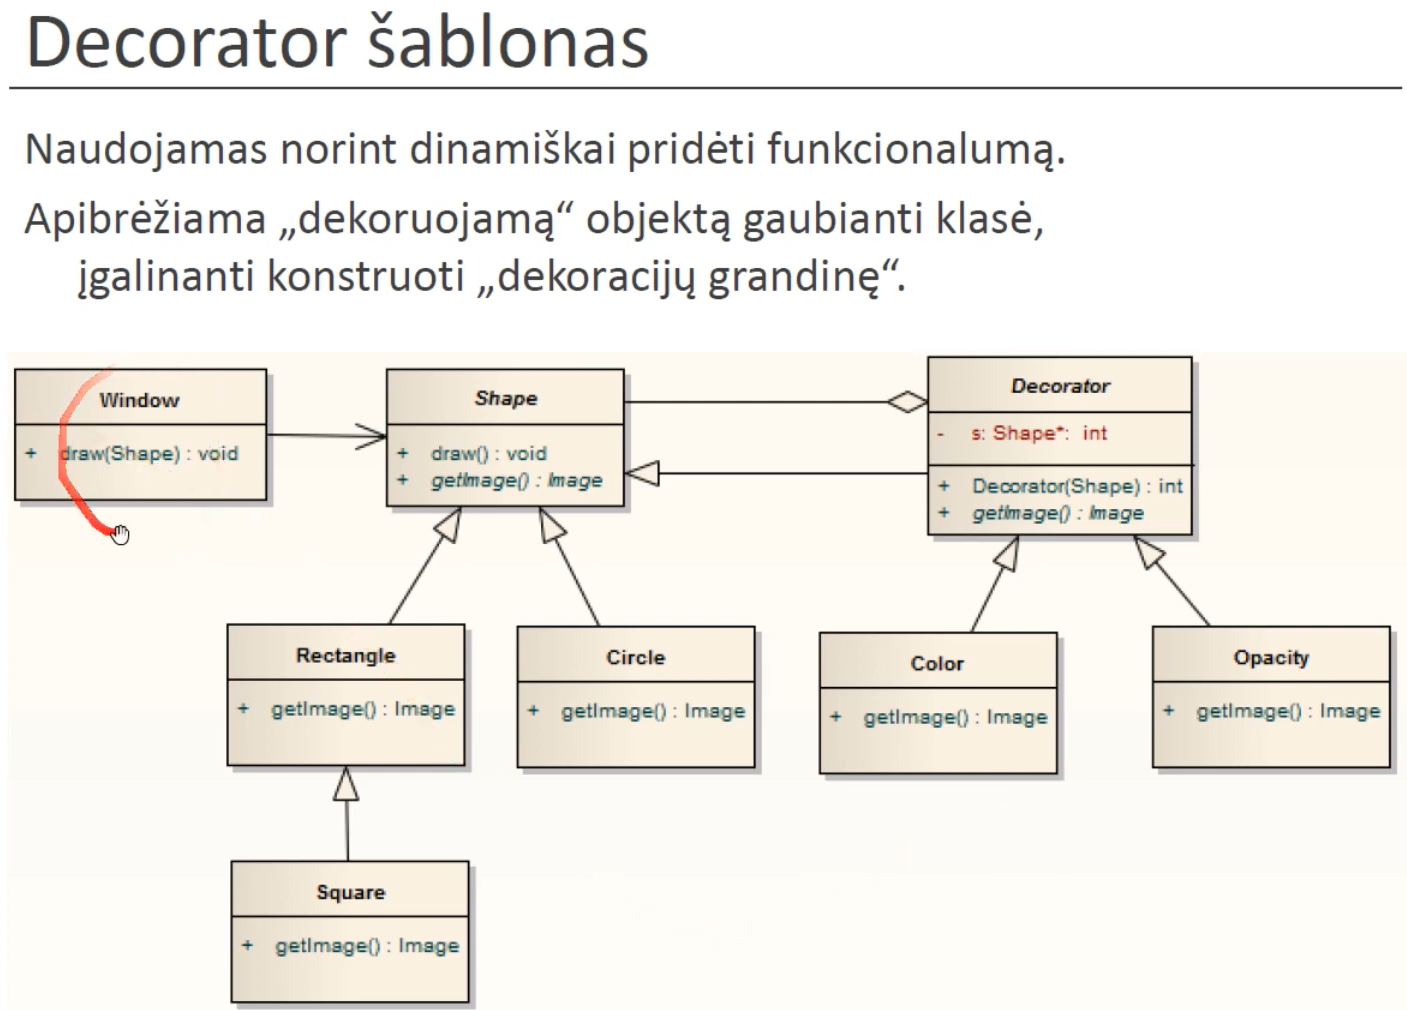 Decorator šablonas
Naudojamas norint dinamiškai pridėti funkcionalumą.
Apibrėžiama „dekoruojamą“ objektą gaubianti klasė,
įgalinanti konstruoti „dekoracijų grandinę“.
Window
+ draw(Shape) : void
Shape
+ draw() : void
+ getImage() : Image
Decorator
- s: Shape*: int
+ Decorator(Shape) : int
+ getImage() : Image
Rectangle
+ getImage() : Image
Circle
+ getImage() : Image
Color
+ getImage() : Image
Opacity
+ getImage() : Image
Square
+ getImage() : Image